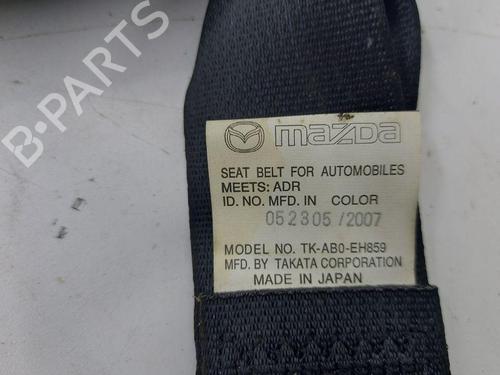 B-PARTS
mazda
SEAT BELT FOR AUTOMOBILES
MEETS: ADR
ID. NO. MFD. IN COLOR
052305/2007
MODEL NO. TK-AB0-EH859
MFD. BY TAKATA CORPORATION
MADE IN JAPAN